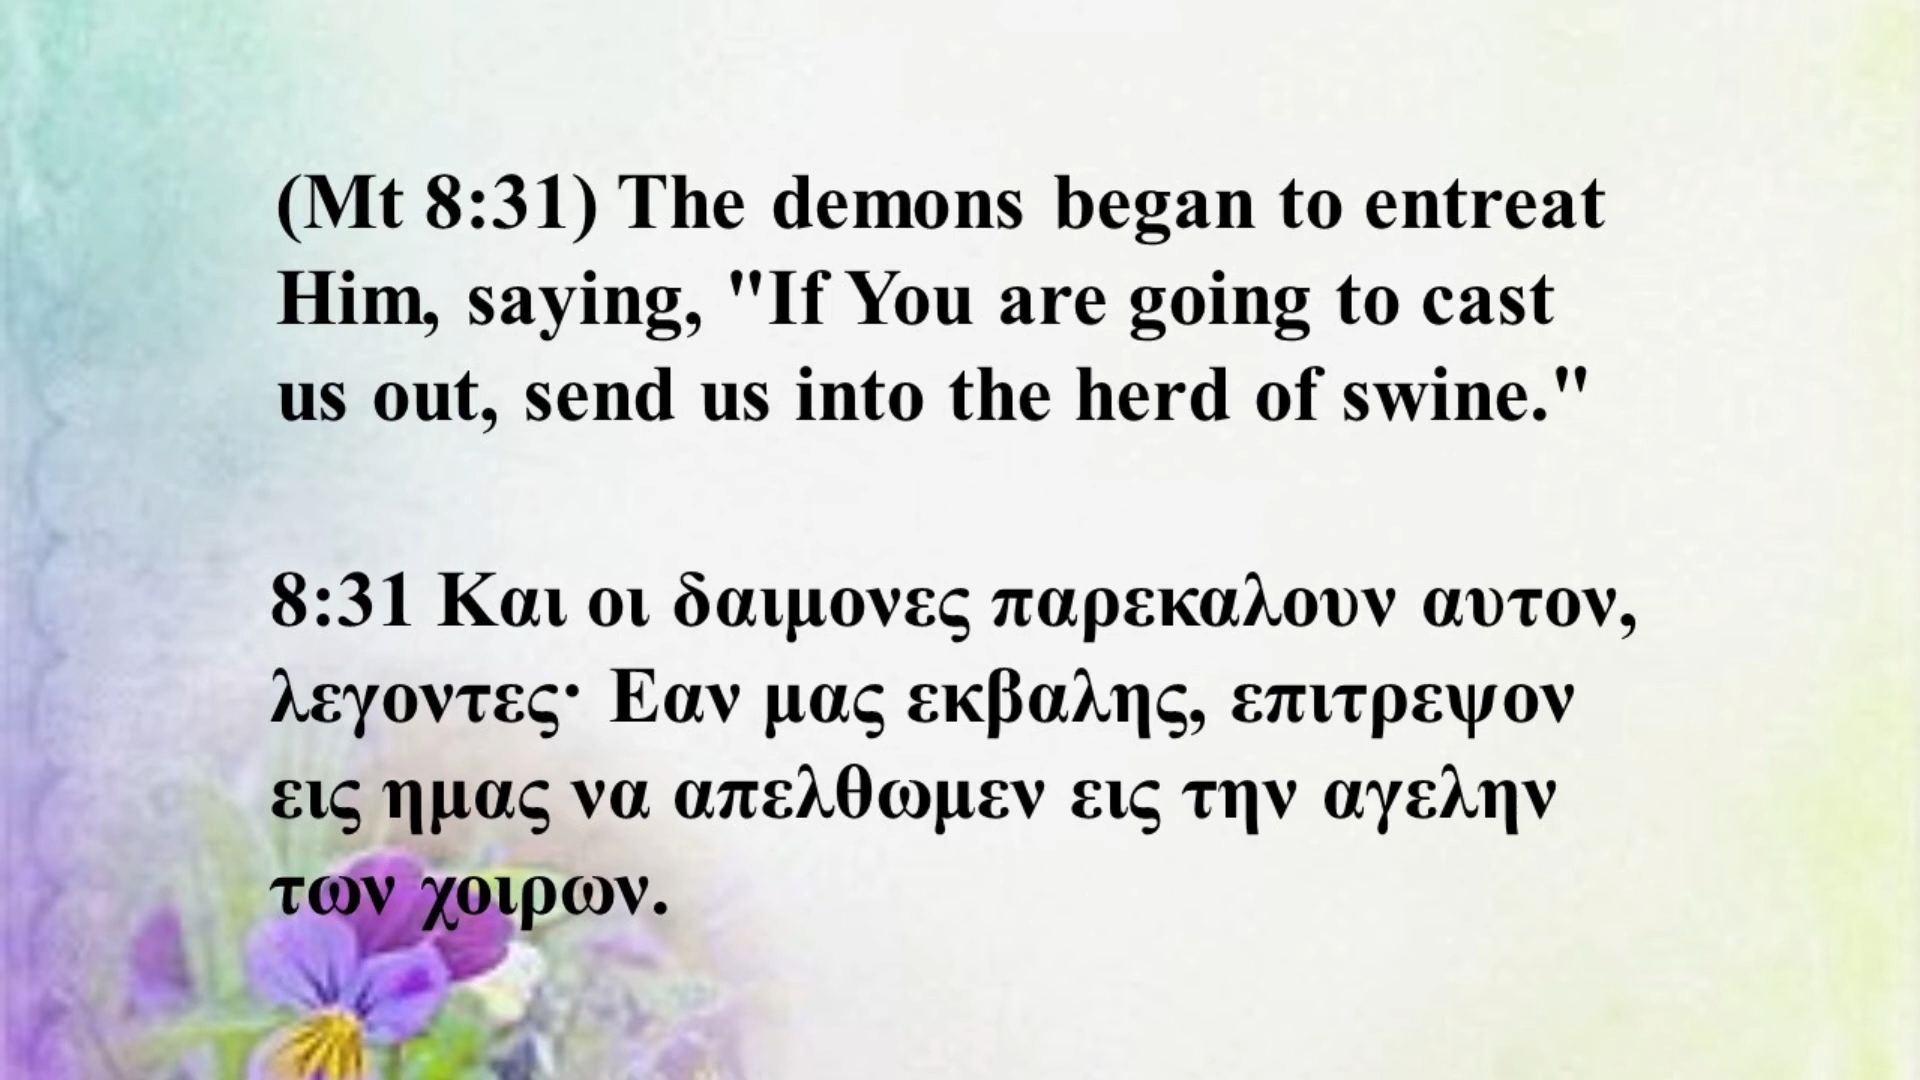 (Mt 8:31) The demons began to entreat
Him, saying, "If You are going to cast
us out, send us into the herd of swine."
8:31 Και οι δαιμονες παρεκαλουν αυτον,
λεγοντες· Εαν μας εκβαλης, επιτρεψον
εις ημας να απελθωμεν εις την αγελην
των χοιρων.